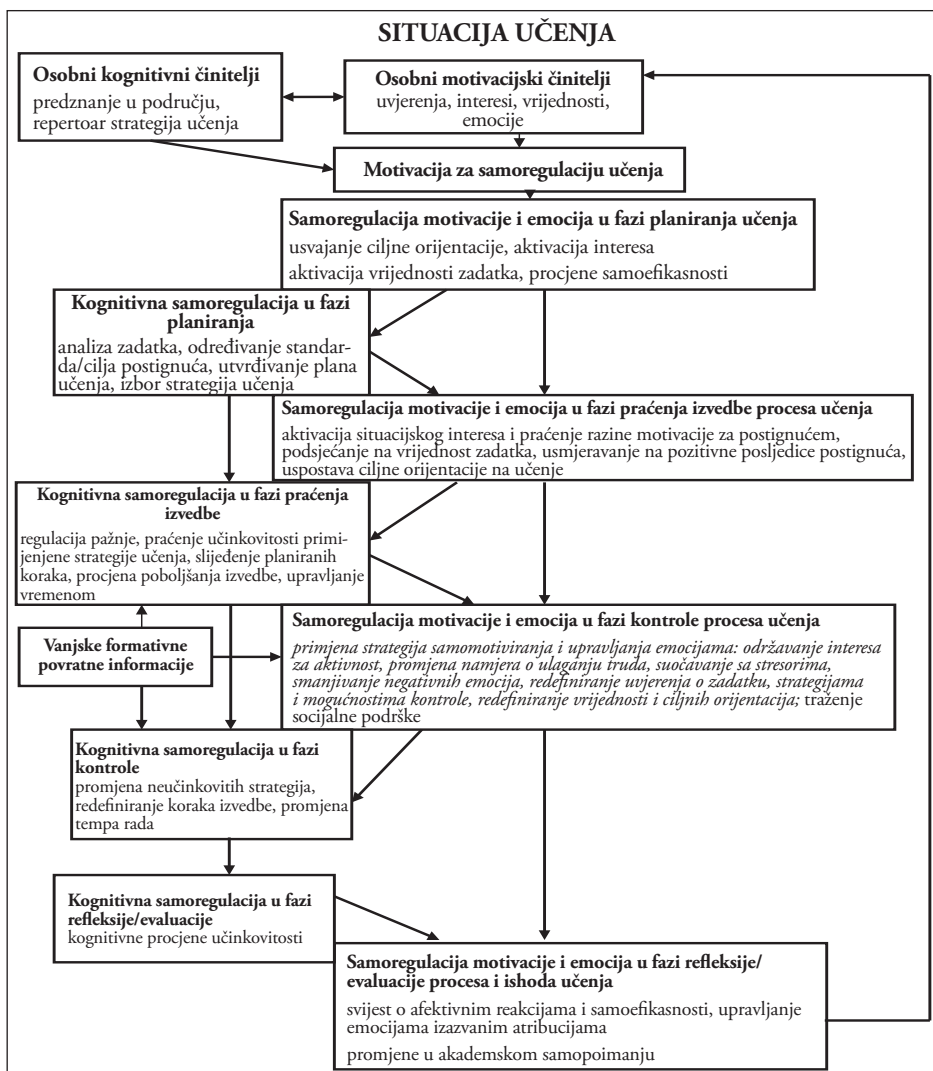 SITUACIJA UČENJA
Osobni kognitivni činitelji
predznanje u području,
repertoar strategija učenja
Osobni motivacijski činitelji
uvjerenja, interesi, vrijednosti,
emocije
Motivacija za samoregulaciju učenja
Samoregulacija motivacije i emocija u fazi planiranja učenja
usvajanje ciljne orijentacije, aktivacija interesa
aktivacija vrijednosti zadatka, procjene samoefikasnosti
Kognitivna samoregulacija u fazi
planiranja
analiza zadatka, određivanje standar-
da/cilja postignuća, utvrđivanje plana
učenja, izbor strategija učenja
Samoregulacija motivacije i emocija u fazi praćenja izvedbe procesa učenja
aktivacija situacijskog interesa i praćenje razine motivacije za postignućem,
podsjećanje na vrijednost zadatka, usmjeravanje na pozitivne posljedice postignuća,
uspostava ciljne orijentacije na učenje
Kognitivna samoregulacija u fazi praćenja
izvedbe
regulacija pažnje, praćenje učinkovitosti primi-
jenjene strategije učenja, slijeđenje planiranih
koraka, procjena poboljšanja izvedbe, upravljanje
vremenom
Samoregulacija motivacije i emocija u fazi kontrole procesa učenja
primjena strategija samomotiviranja i upravljanja emocijama: održavanje interesa
za aktivnost, promjena namjera o ulaganju truda, suočavanje sa stresorima,
smanjivanje negativnih emocija, redefiniranje uvjerenja o zadatku, strategijama
i mogućnostima kontrole, redefiniranje vrijednosti i ciljnih orijentacija; traženje
socijalne podrške
Vanjske formativne
povratne informacije
Kognitivna samoregulacija u fazi
kontrole
promjena neučinkovitih strategija,
redefiniranje koraka izvedbe, promjena
tempa rada
Kognitivna samoregulacija u fazi
refleksije/evaluacije
kognitivne procjene učinkovitosti
Samoregulacija motivacije i emocija u fazi refleksije/
evaluacije procesa i ishoda učenja
svijest o afektivnim reakcijama i samoefikasnosti, upravljanje
emocijama izazvanim atribucijama
promjene u akademskom samopoimanju